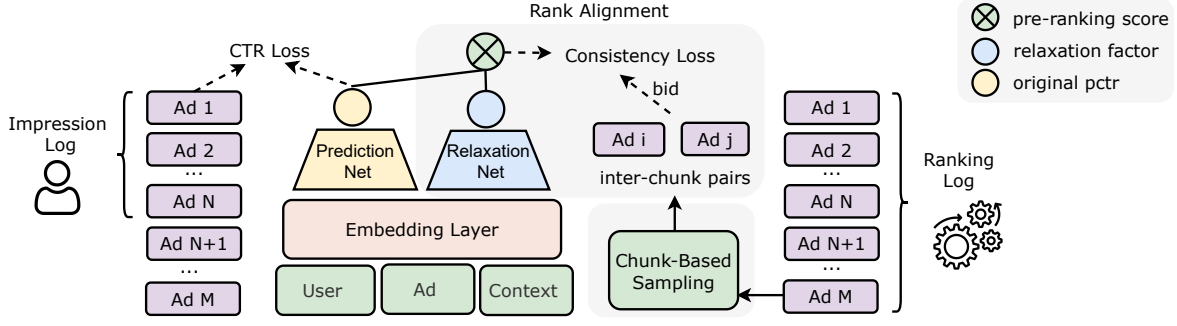 Rank Alignment
pre-ranking score
relaxation factor
original pctr
CTR Loss
Consistency Loss
bid
Impression
Log
Ad 1
Ad 2
...
Ad N
Ad N+1
...
Ad M
Prediction
Net
Relaxation
Net
Embedding Layer
User
Ad
Context
Ad i
Ad j
inter-chunk pairs
Chunk-Based
Sampling
Ad 1
Ad 2
...
Ad N
Ad N+1
...
Ad M
Ranking
Log